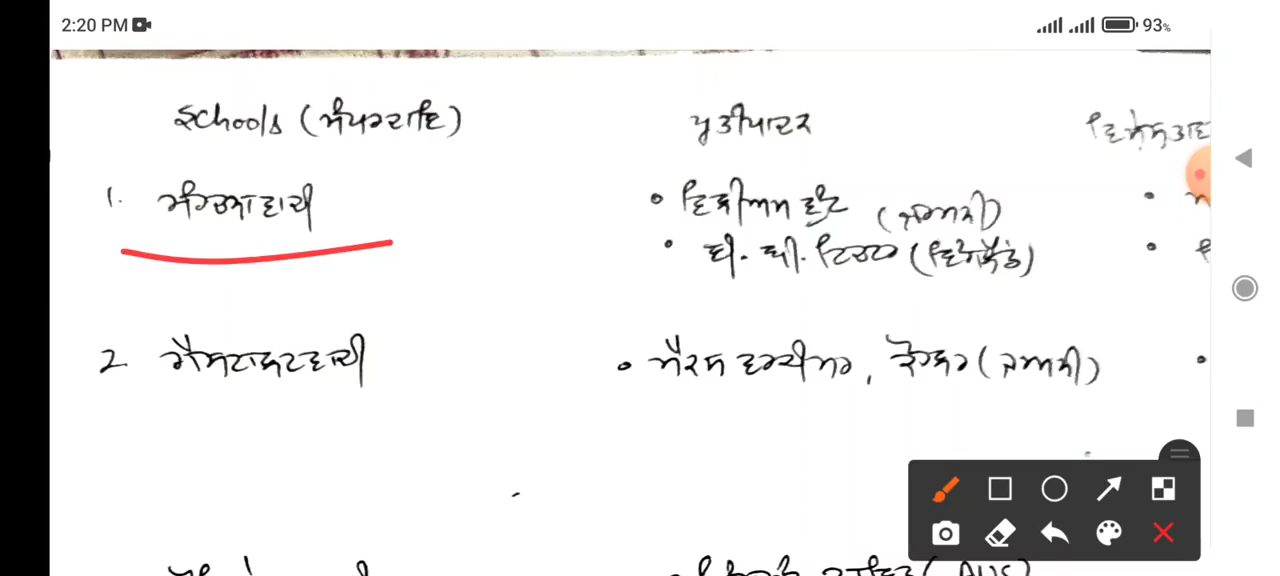 2:20 PM 93%
Schools (ਸੰਪਰਦਾਇ) ਪ੍ਰਤੀਪਾਦਕ
1. ਸੰਰਚਨਾਵਾਦੀ • ਵਿਲੀਅਮ ਵੁੰਟ (ਜਰਮਨੀ)
• ਈ. ਬੀ. ਟਿਚਨਰ (ਇੰਗਲੈਂਡ)
2 ਗੈਸਟਾਲਟਵਾਦੀ • ਮੈਕਸ ਵਰਦੀਮਰ, ਕੋਹਲਰ (ਜਰਮਨੀ)